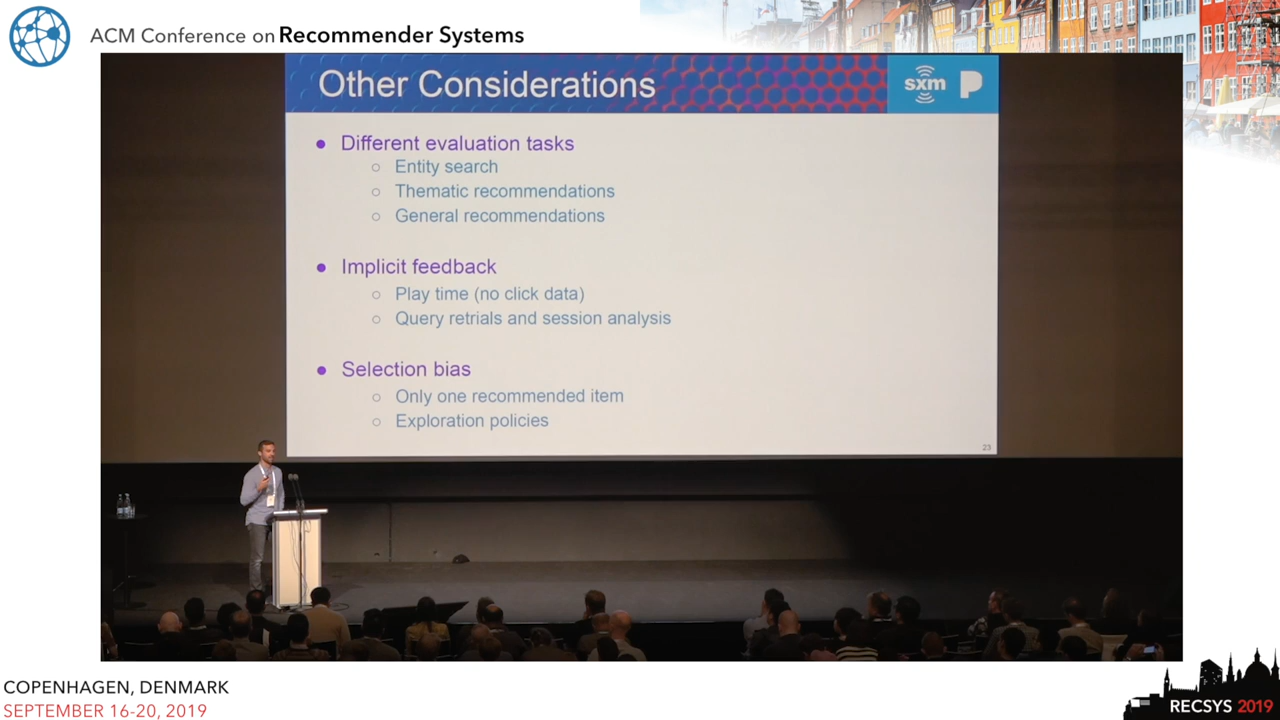 ACM Conference on Recommender Systems
Other Considerations
sxm
● Different evaluation tasks
○ Entity search
○ Thematic recommendations
○ General recommendations
● Implicit feedback
○ Play time (no click data)
○ Query retrials and session analysis
● Selection bias
○ Only one recommended item
○ Exploration policies
23
COPENHAGEN, DENMARK
SEPTEMBER 16-20, 2019
RECSYS 2019